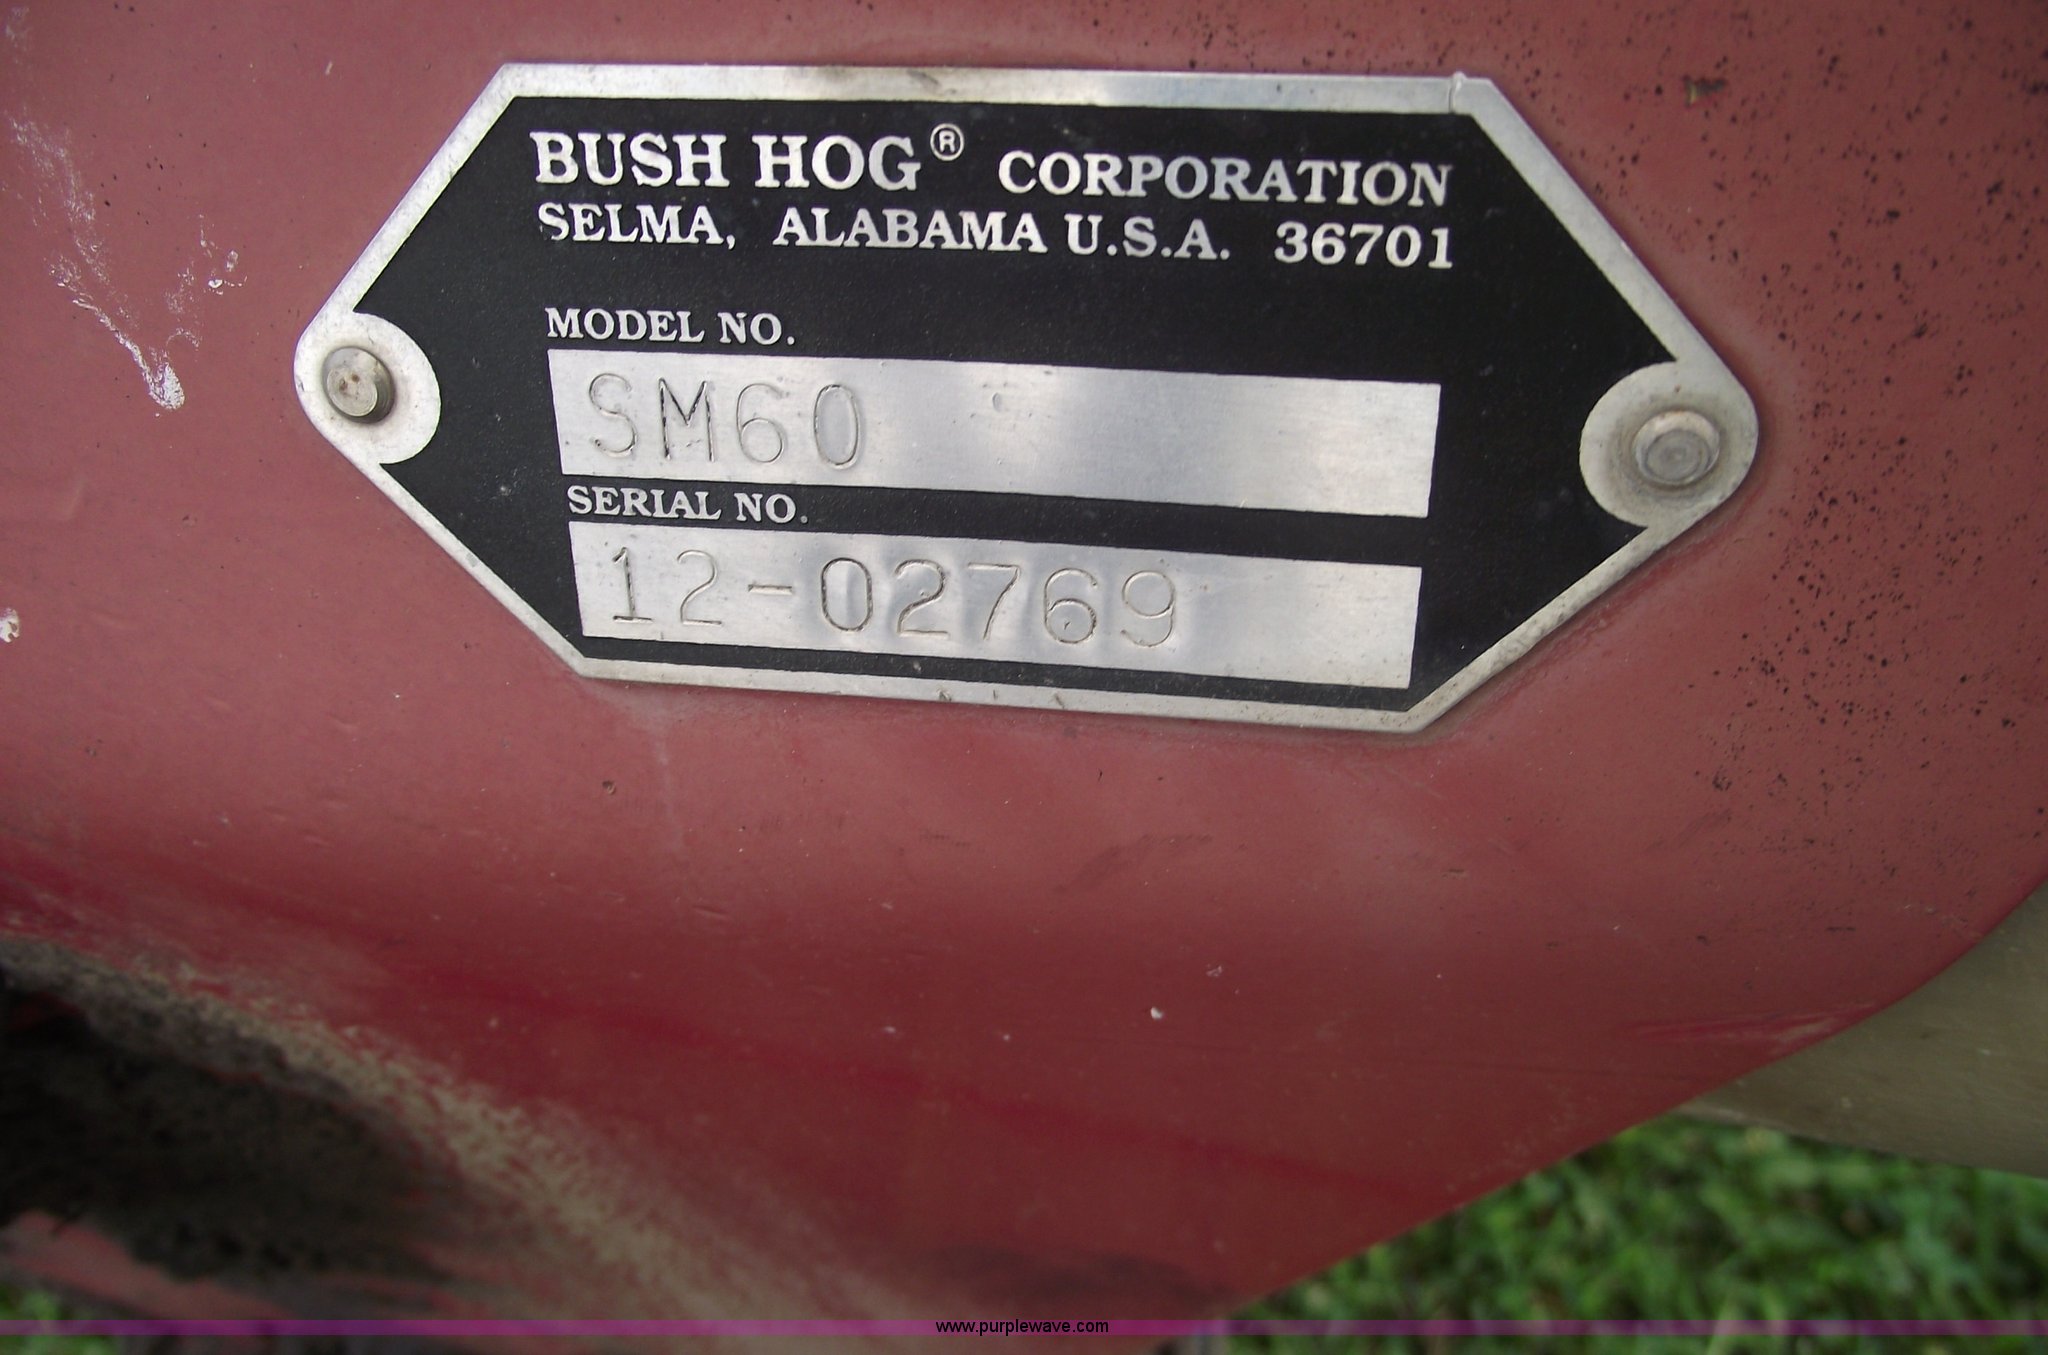 BUSH HOG® CORPORATION
SELMA, ALABAMA U.S.A. 36701
MODEL NO.
SM60
SERIAL NO.
12-02769
www.purplewave.com